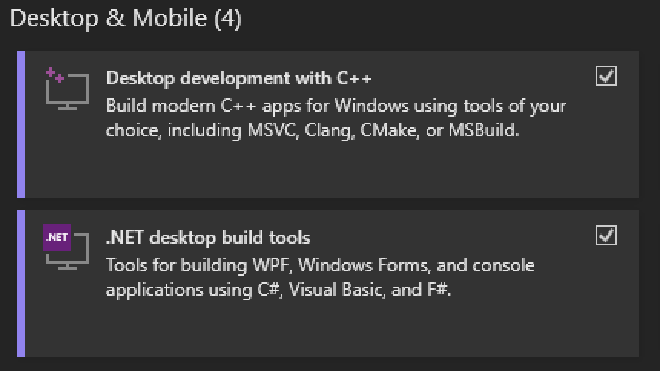 Desktop & Mobile (4)
Desktop development with C++
Build modern C++ apps for Windows using tools of your
choice, including MSVC, Clang, CMake, or MSBuild.
.NET
.NET desktop build tools
Tools for building WPF, Windows Forms, and console
applications using C#, Visual Basic, and F#.